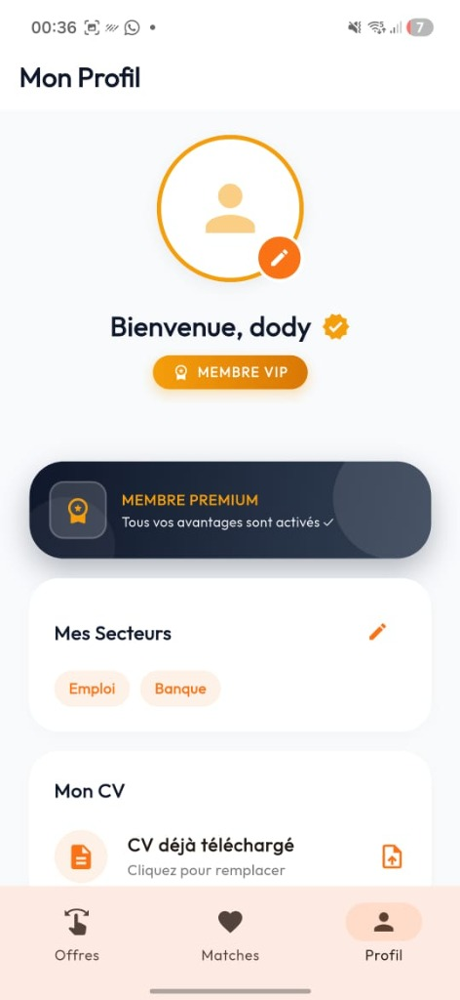 00:36
7
Mon Profil
Bienvenue, dody
MEMBRE VIP
MEMBRE PREMIUM
Tous vos avantages sont activés ✓
Mes Secteurs
Emploi Banque
Mon CV
CV déjà téléchargé
Cliquez pour remplacer
Offres Matches Profil